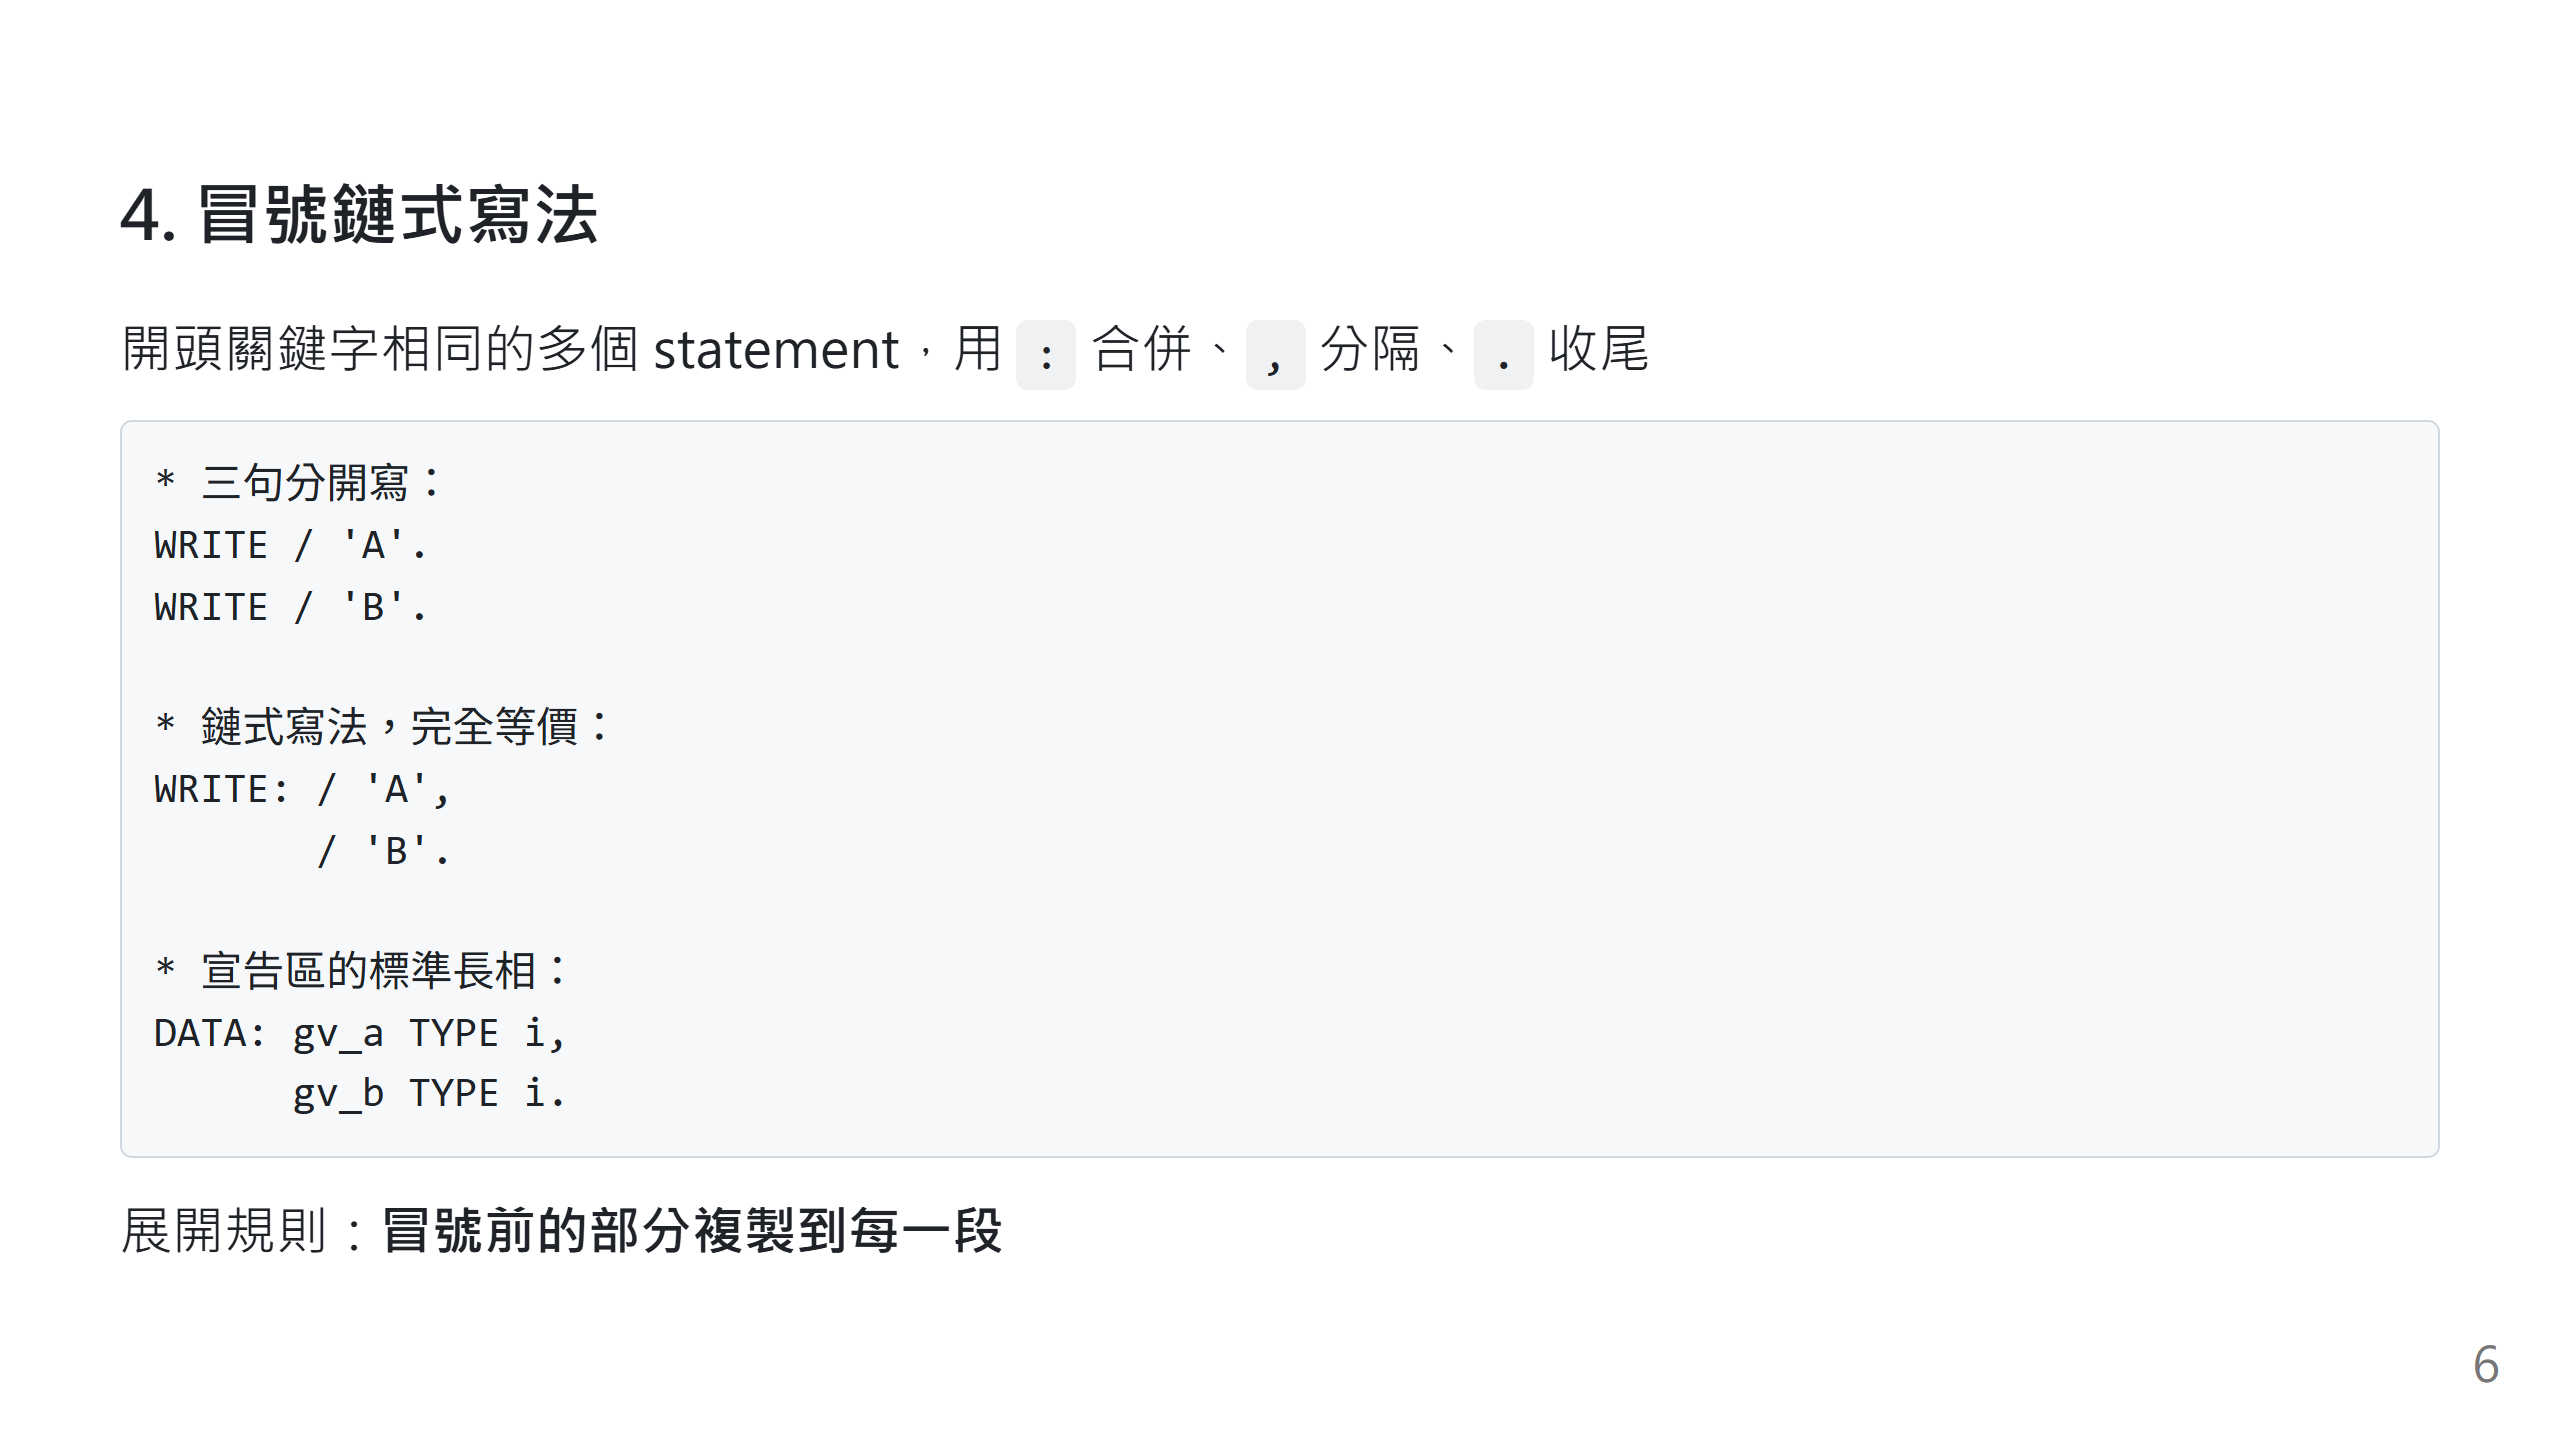 4. 冒號鏈式寫法
開頭關鍵字相同的多個 statement，用 : 合併、 , 分隔、 . 收尾
* 三句分開寫：
WRITE / 'A'.
WRITE / 'B'.
* 鏈式寫法，完全等價：
WRITE: / 'A',
       / 'B'.
* 宣告區的標準長相：
DATA: gv_a TYPE i,
      gv_b TYPE i.
展開規則：冒號前的部分複製到每一段
6